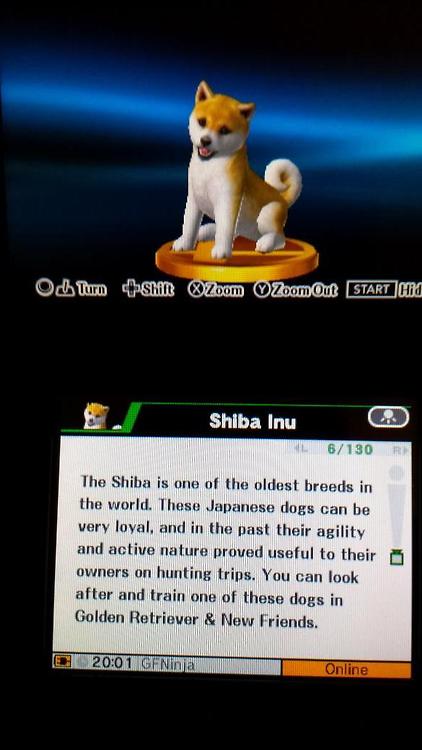 Turn Shift X Zoom Y Zoom Out START Hid
Shiba Inu
L 6/130 R
The Shiba is one of the oldest breeds in
the world. These Japanese dogs can be
very loyal, and in the past their agility
and active nature proved useful to their
owners on hunting trips. You can look
after and train one of these dogs in
Golden Retriever & New Friends.
20:01 GFNinja
Online